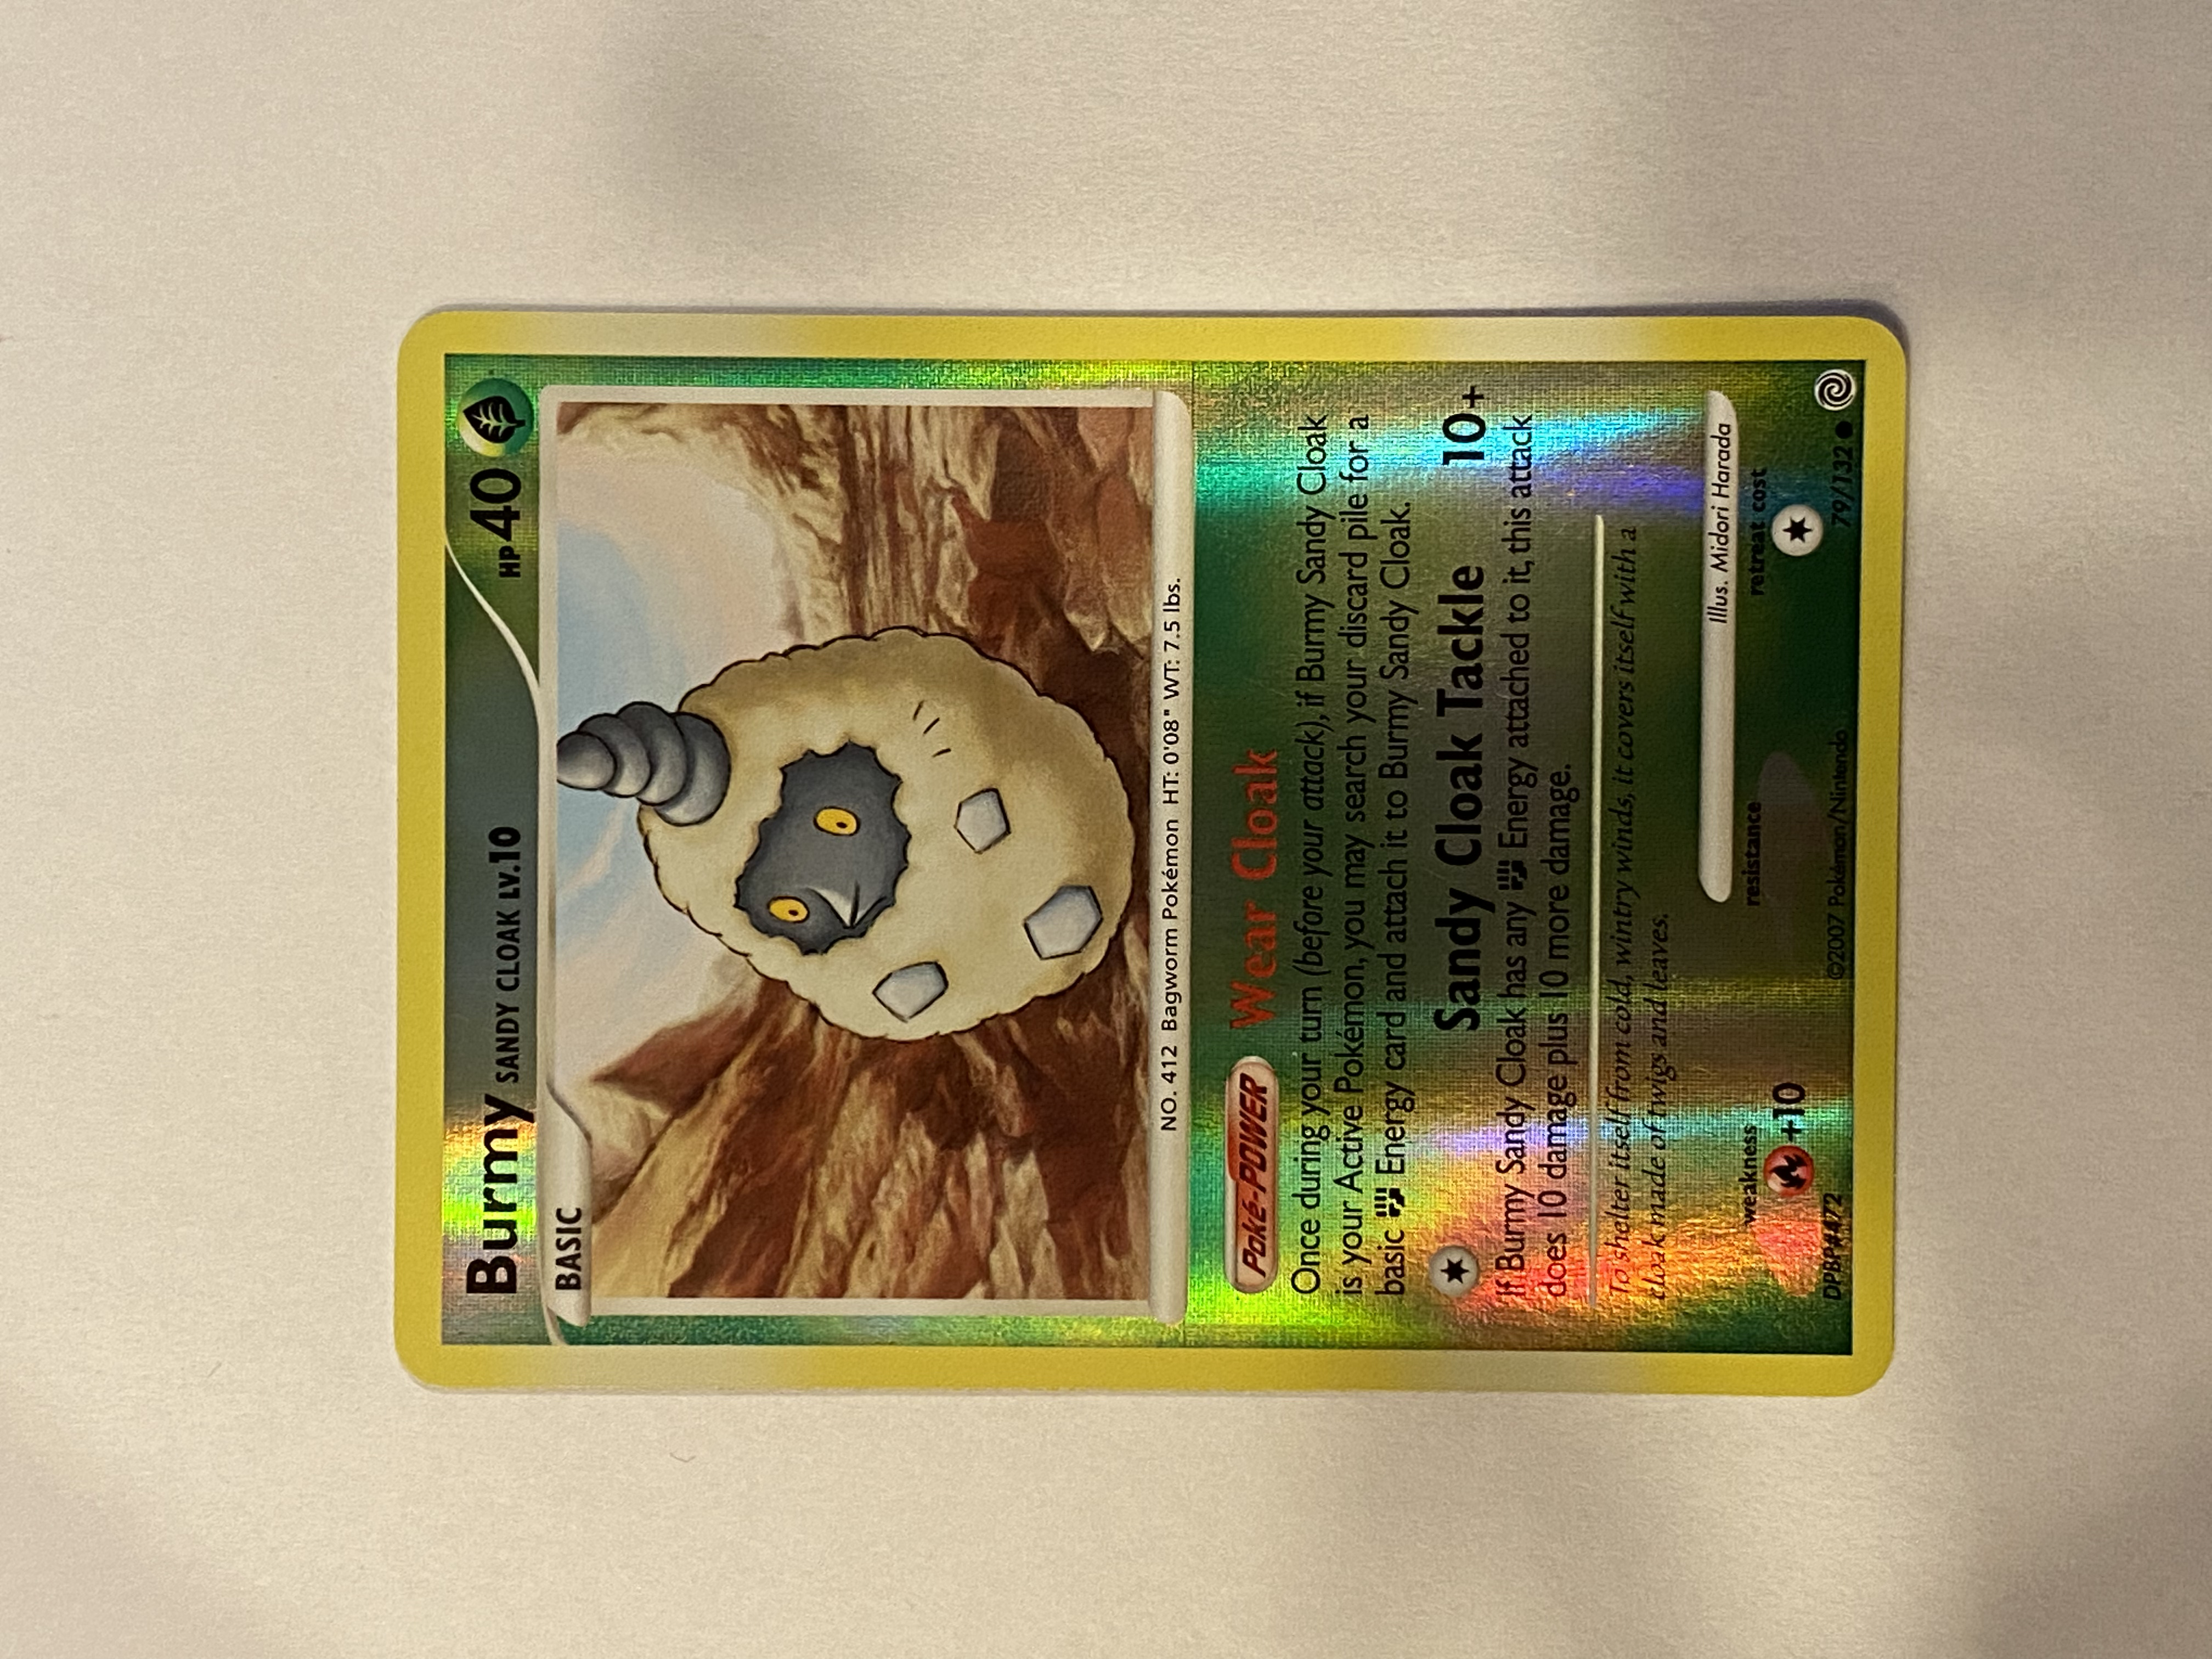 Burmy SANDY CLOAK LV.10 HP 40
BASIC
NO. 412 Bagworm Pokémon HT: 0'08" WT: 7.5 lbs.
Poké-POWER Wear Cloak
Once during your turn (before your attack), if Burmy Sandy Cloak
is your Active Pokémon, you may search your discard pile for a
basic Energy card and attach it to Burmy Sandy Cloak.
Sandy Cloak Tackle 10+
If Burmy Sandy Cloak has any Energy attached to it, this attack
does 10 damage plus 10 more damage.
To shelter itself from cold, wintry winds, it covers itself with a
cloak made of twigs and leaves.
Illus. Midori Harada
weakness resistance retreat cost
+10
DPBP#472 ©2007 Pokémon/Nintendo 79/132